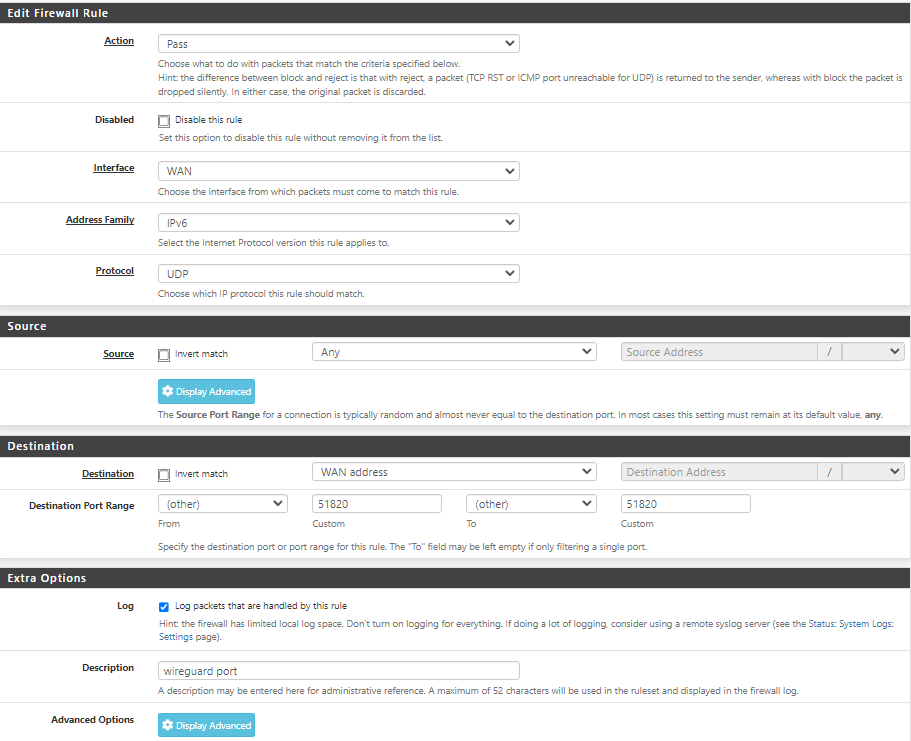 Edit Firewall Rule
Action
Pass
Choose what to do with packets that match the criteria specified below.
Hint: the difference between block and reject is that with reject, a packet (TCP RST or ICMP port unreachable for UDP) is returned to the sender, whereas with block the packet is
dropped silently. In either case, the original packet is discarded.
Disabled
Disable this rule
Set this option to disable this rule without removing it from the list.
Interface
WAN
Choose the interface from which packets must come to match this rule.
Address Family
IPv6
Select the Internet Protocol version this rule applies to.
Protocol
UDP
Choose which IP protocol this rule should match.
Source
Source
Invert match
Any
Source Address
/
Display Advanced
The Source Port Range for a connection is typically random and almost never equal to the destination port. In most cases this setting must remain at its default value, any.
Destination
Destination
Invert match
WAN address
Destination Address
/
Destination Port Range
(other)
51820
(other)
51820
From
Custom
To
Custom
Specify the destination port or port range for this rule. The "To" field may be left empty if only filtering a single port.
Extra Options
Log
Log packets that are handled by this rule
Hint: the firewall has limited local log space. Don't turn on logging for everything. If doing a lot of logging, consider using a remote syslog server (see the Status: System Logs:
Settings page).
Description
wireguard port
A description may be entered here for administrative reference. A maximum of 52 characters will be used in the ruleset and displayed in the firewall log.
Advanced Options
Display Advanced